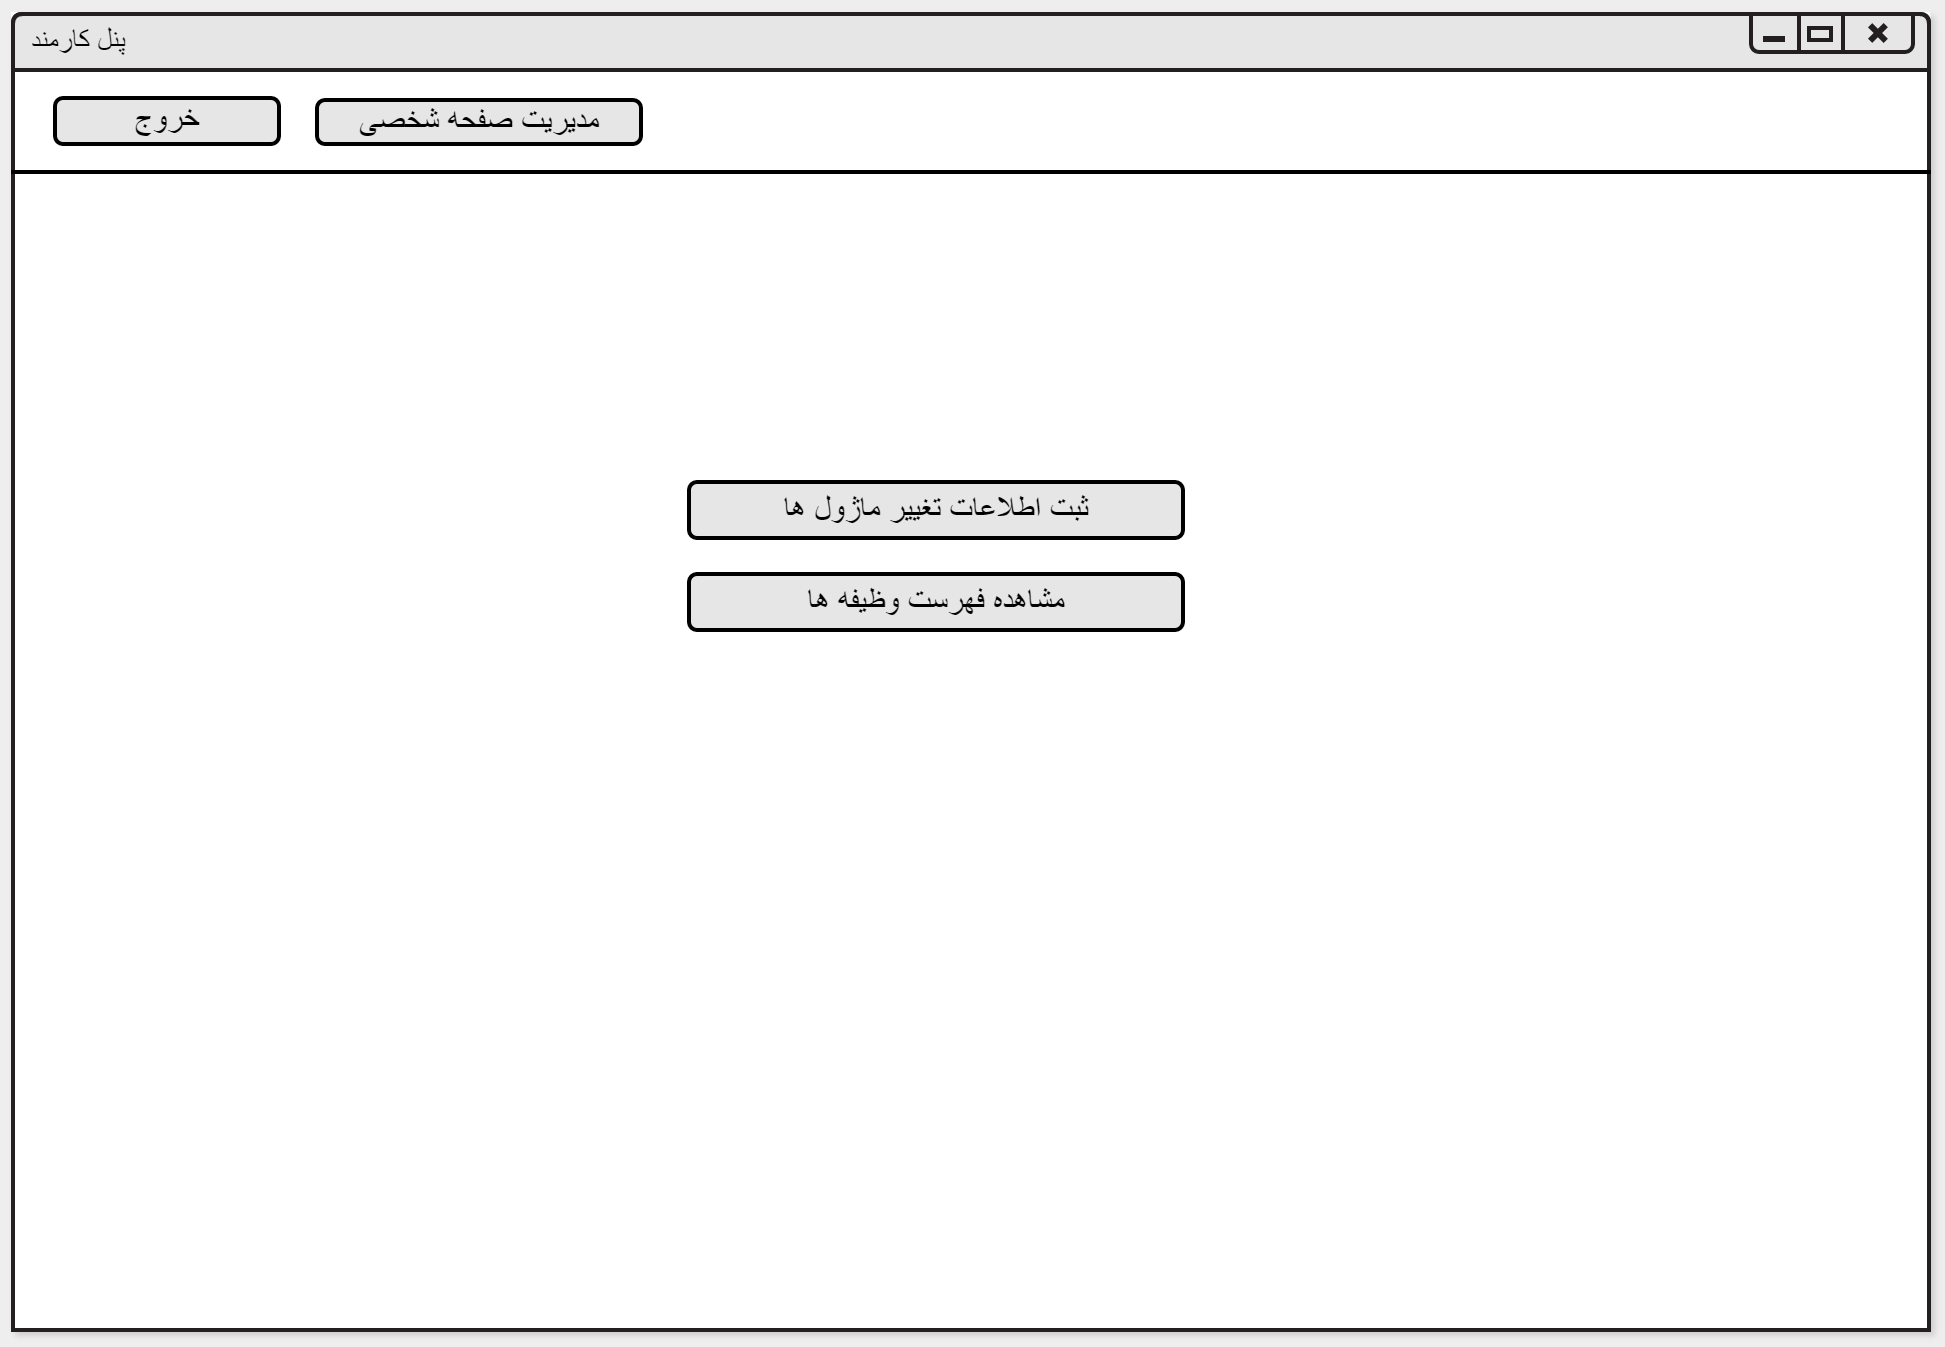 پنل کارمند
مدیریت صفحه شخصی
خروج
ثبت اطلاعات تغییر ماژول ها
مشاهده فهرست وظیفه ها